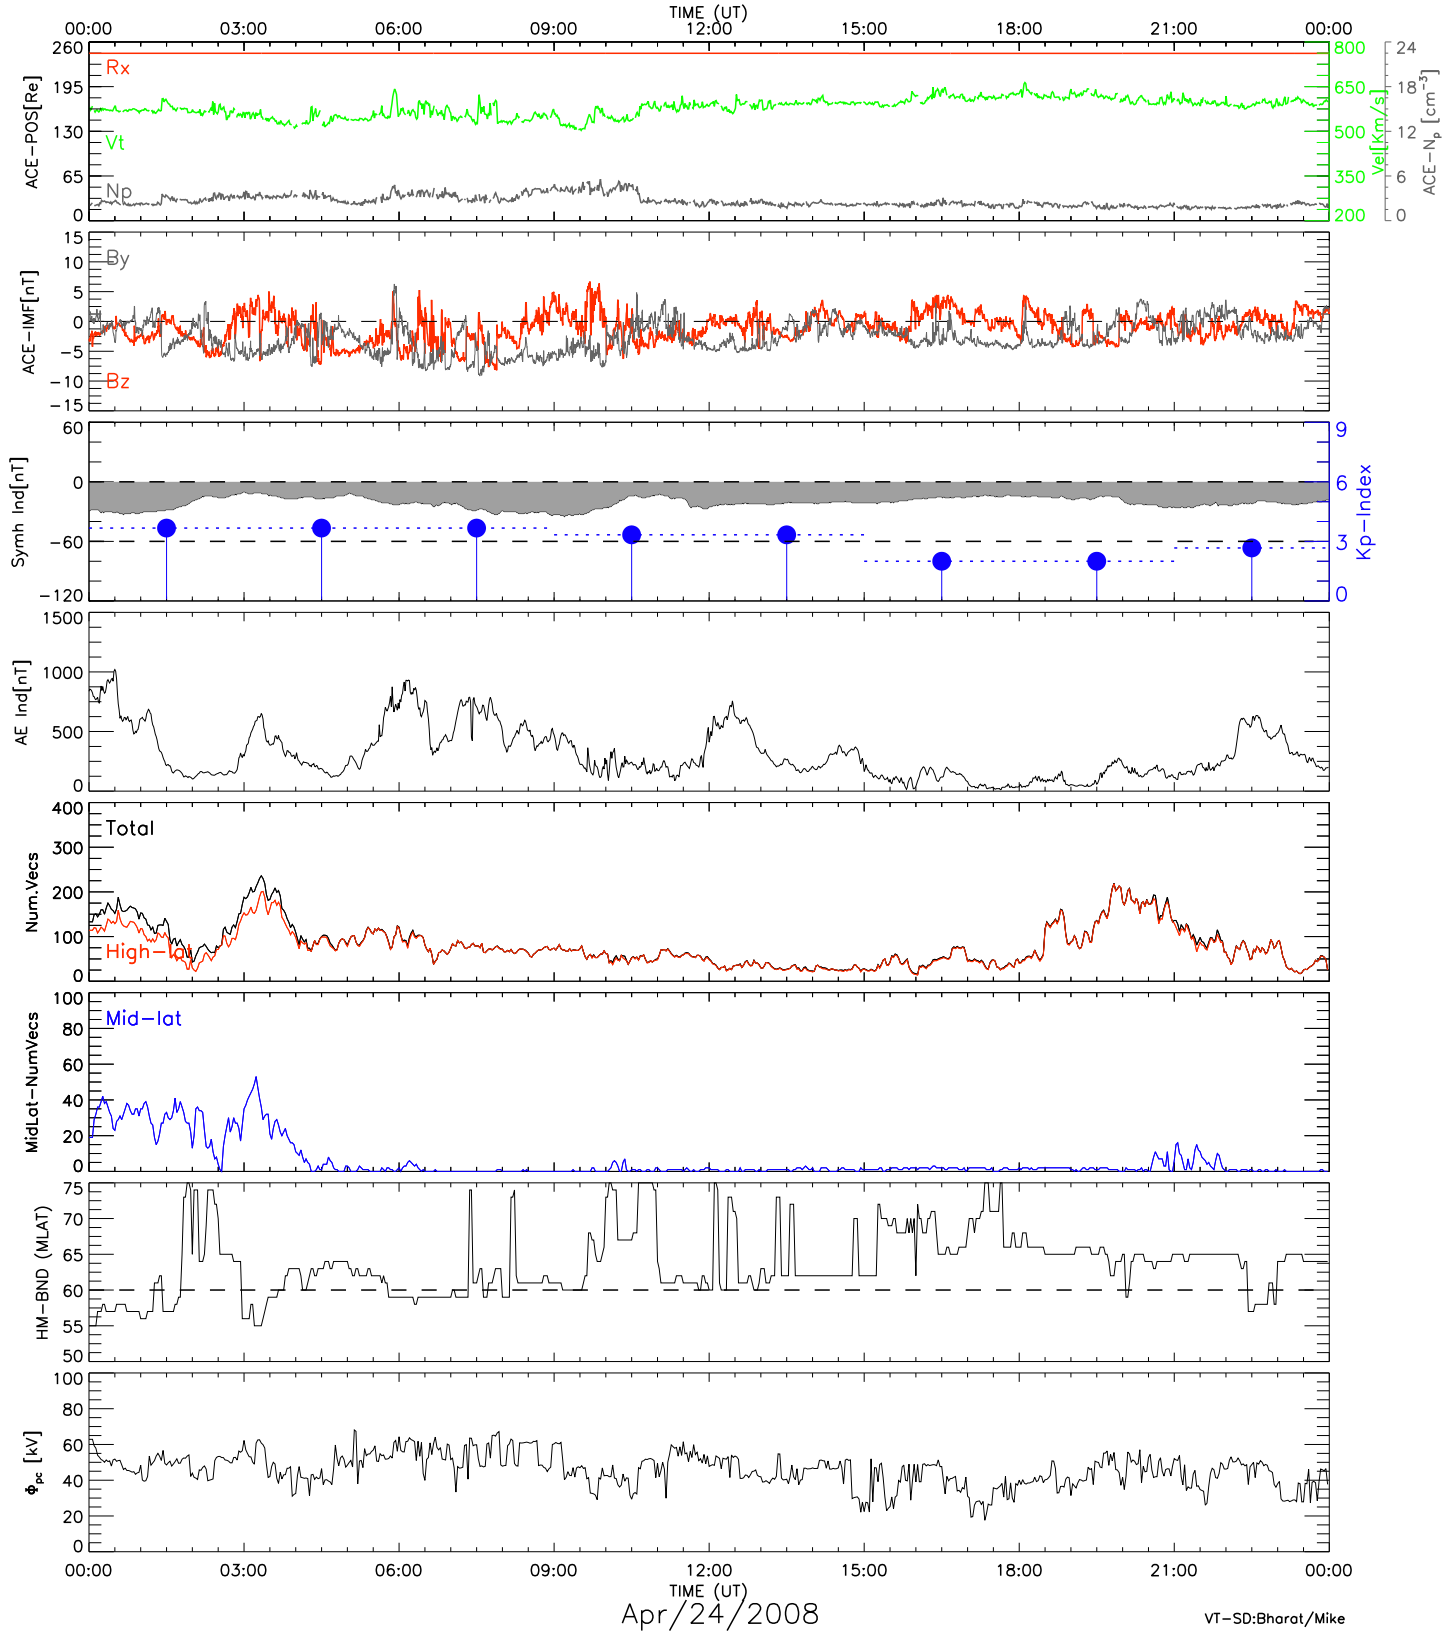 TIME (UT)
00:00 03:00 06:00 09:00 12:00 15:00 18:00 21:00 00:00
ACE-POS[Re]
260
195
130
65
0
Rx
Vt
Np
800
650
500
350
200
Vel[Km/s]
24
18
12
6
0
ACE-Np [cm-3]
ACE-IMF[nT]
15
10
5
0
-5
-10
-15
By
Bz
Symh Ind[nT]
60
0
-60
-120
9
6
3
0
Kp-Index
AE Ind[nT]
1500
1000
500
0
Num.Vecs
400
300
200
100
0
Total
High-lat
MidLat-NumVecs
100
80
60
40
20
0
Mid-lat
HM-BND (MLAT)
75
70
65
60
55
50
Φpc [kV]
100
80
60
40
20
0
00:00 03:00 06:00 09:00 12:00 15:00 18:00 21:00 00:00
TIME (UT)
Apr/24/2008
VT-SD:Bharat/Mike